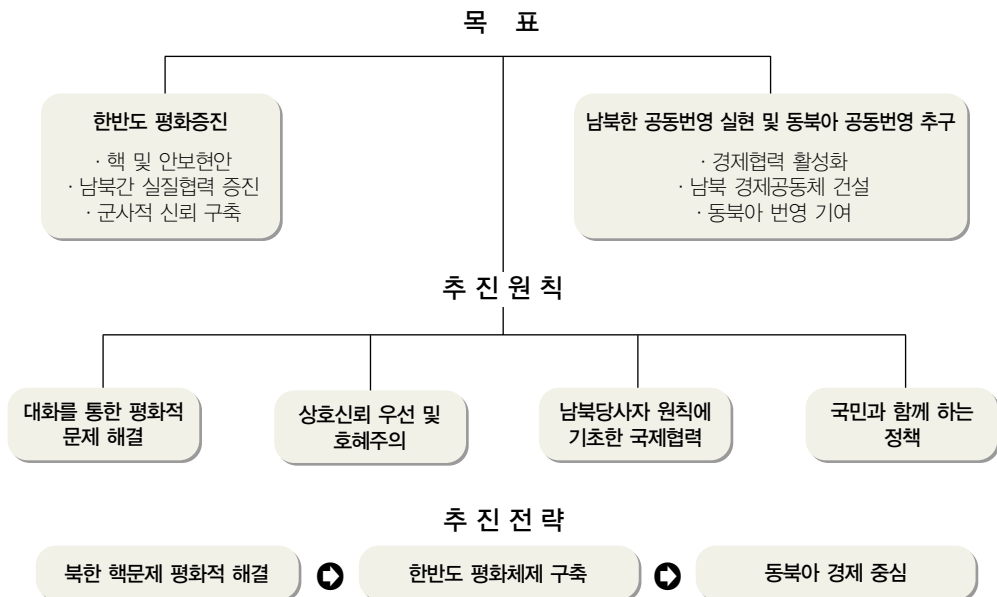 목 표
한반도 평화증진
· 핵 및 안보현안
· 남북간 실질협력 증진
· 군사적 신뢰 구축
남북한 공동번영 실현 및 동북아 공동번영 추구
· 경제협력 활성화
· 남북 경제공동체 건설
· 동북아 번영 기여
추 진 원 칙
대화를 통한 평화적
문제 해결
상호신뢰 우선 및
호혜주의
남북당사자 원칙에
기초한 국제협력
국민과 함께 하는
정책
추 진 전 략
북한 핵문제 평화적 해결
한반도 평화체제 구축
동북아 경제 중심